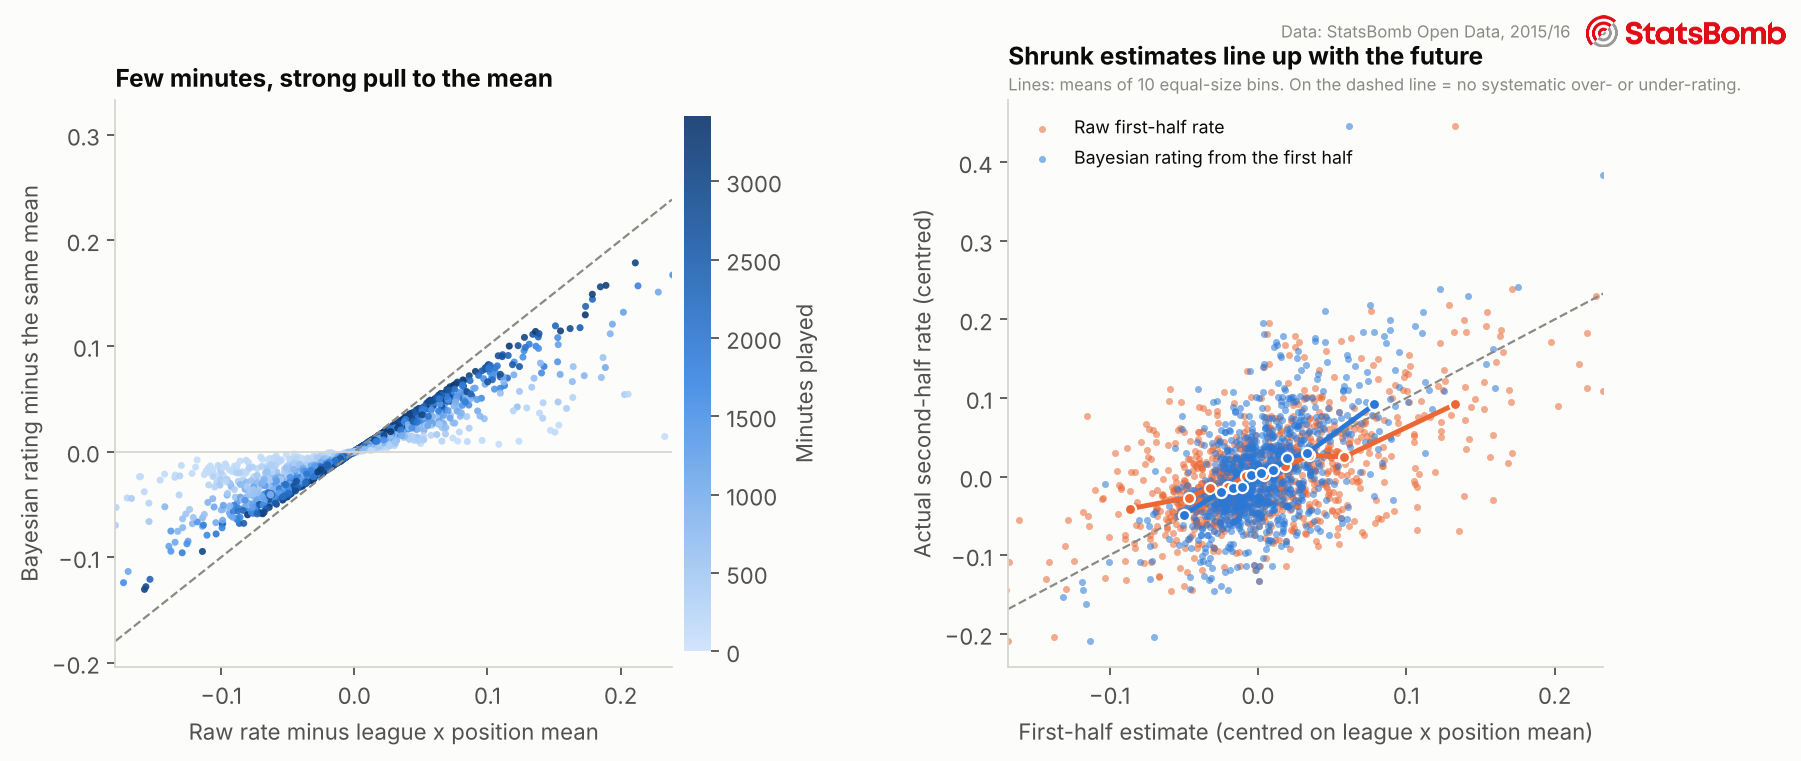 Data: StatsBomb Open Data, 2015/16
StatsBomb
Few minutes, strong pull to the mean
Bayesian rating minus the same mean
0.3
0.2
0.1
0.0
−0.1
−0.2
−0.1
0.0
0.1
0.2
Raw rate minus league x position mean
3000
2500
2000
1500
1000
500
0
Minutes played
Shrunk estimates line up with the future
Lines: means of 10 equal-size bins. On the dashed line = no systematic over- or under-rating.
Raw first-half rate
Bayesian rating from the first half
Actual second-half rate (centred)
0.4
0.3
0.2
0.1
0.0
−0.1
−0.2
−0.1
0.0
0.1
0.2
First-half estimate (centred on league x position mean)